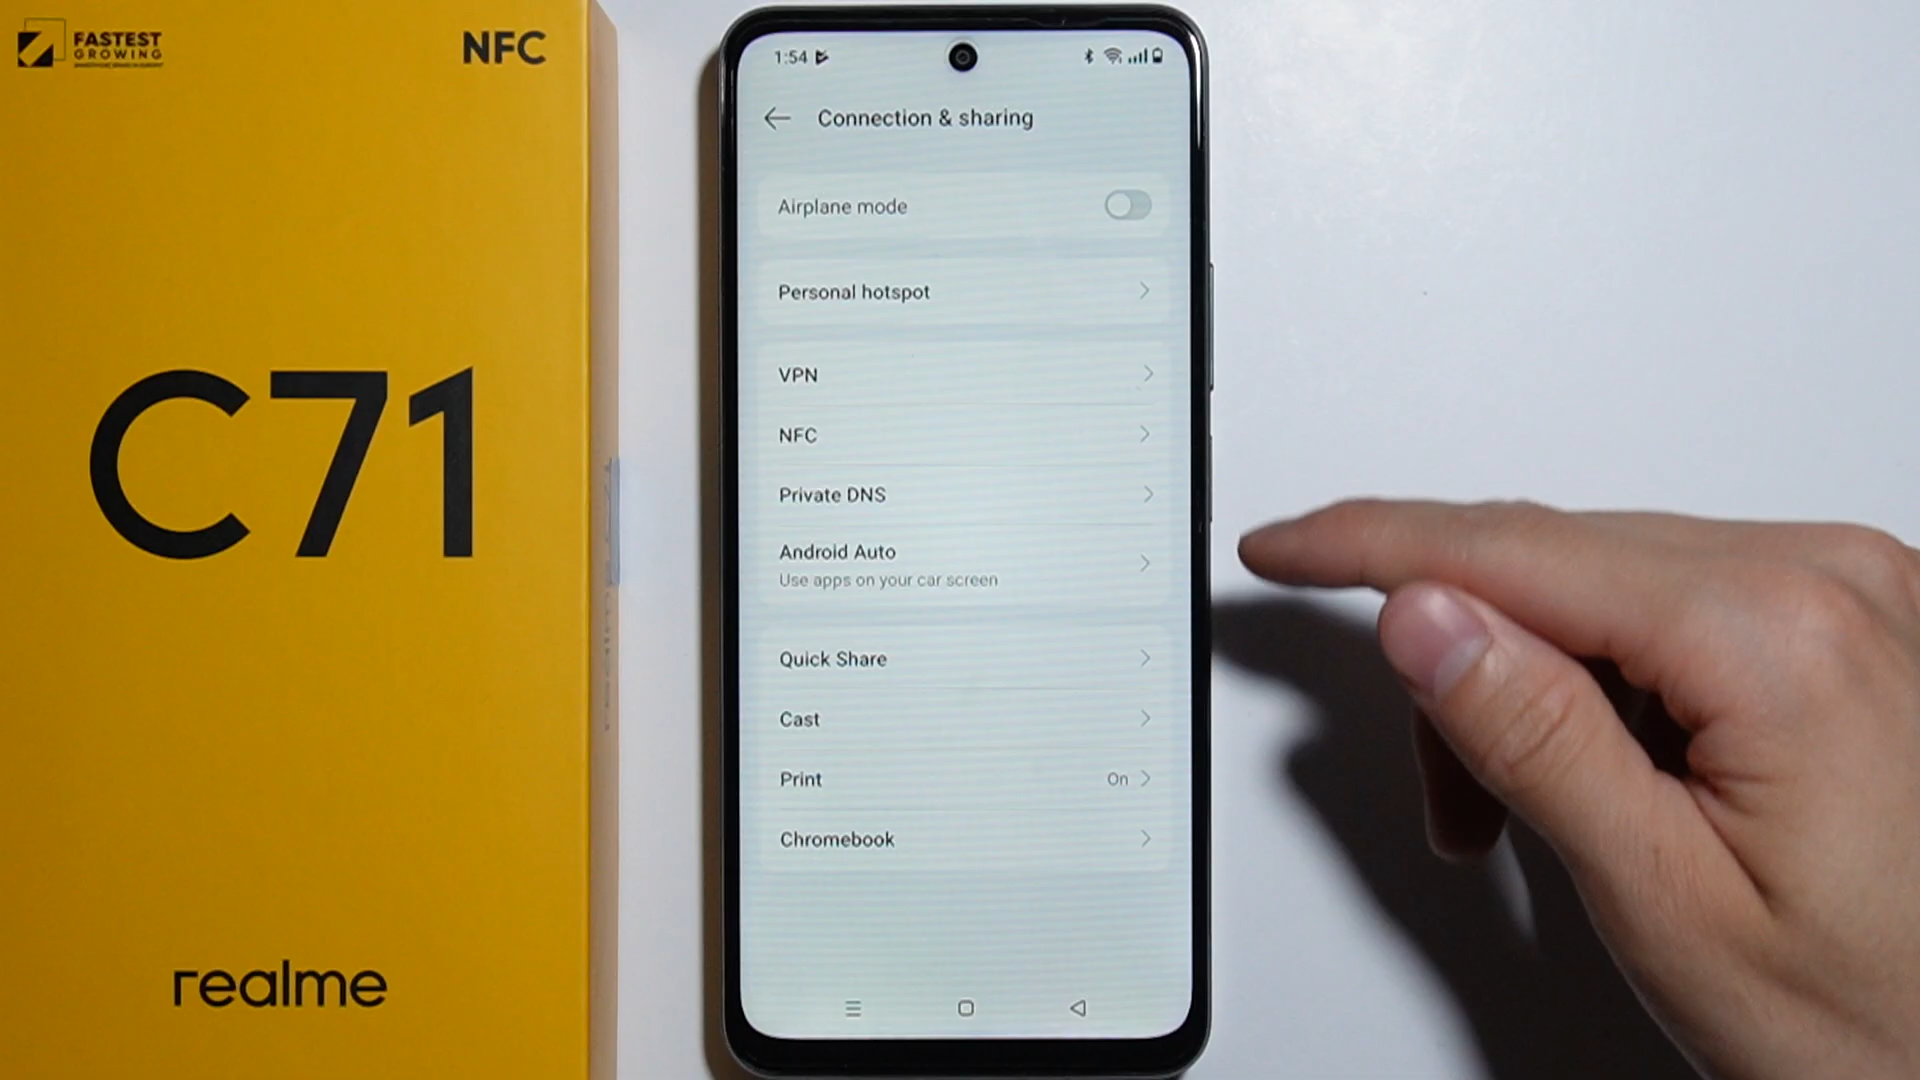 FASTEST
GROWING
NFC
C71
realme
1:54
Connection & sharing
Airplane mode
Personal hotspot
VPN
NFC
Private DNS
Android Auto
Use apps on your car screen
Quick Share
Cast
Print
On
Chromebook